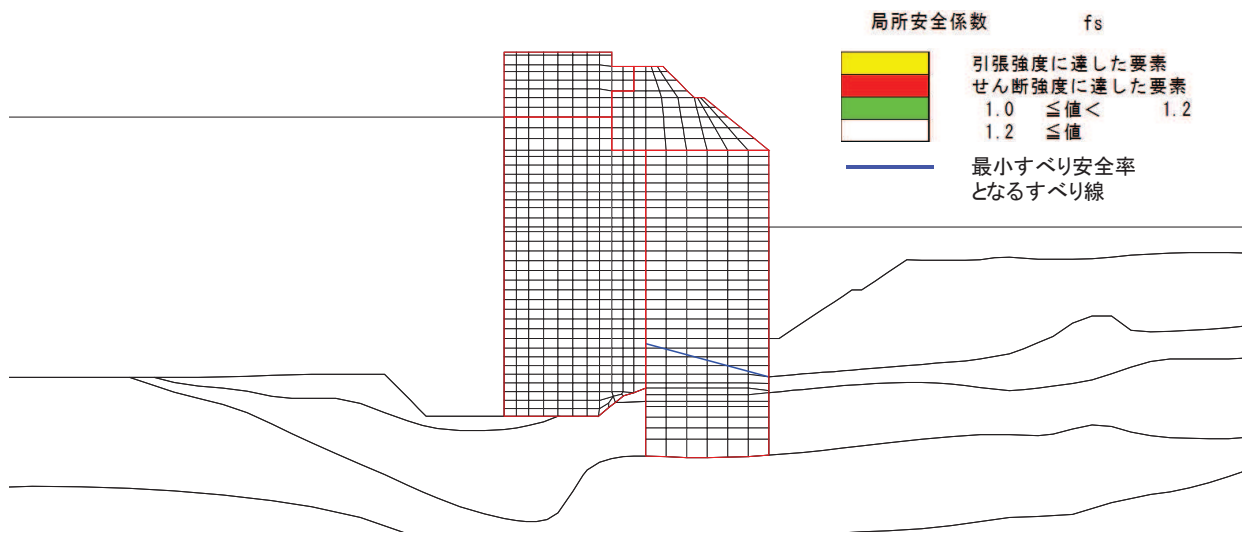 局所安全係数 fs
引張強度に達した要素
せん断強度に達した要素
1.0 ≦値< 1.2
1.2 ≦値
最小すべり安全率
となるすべり線